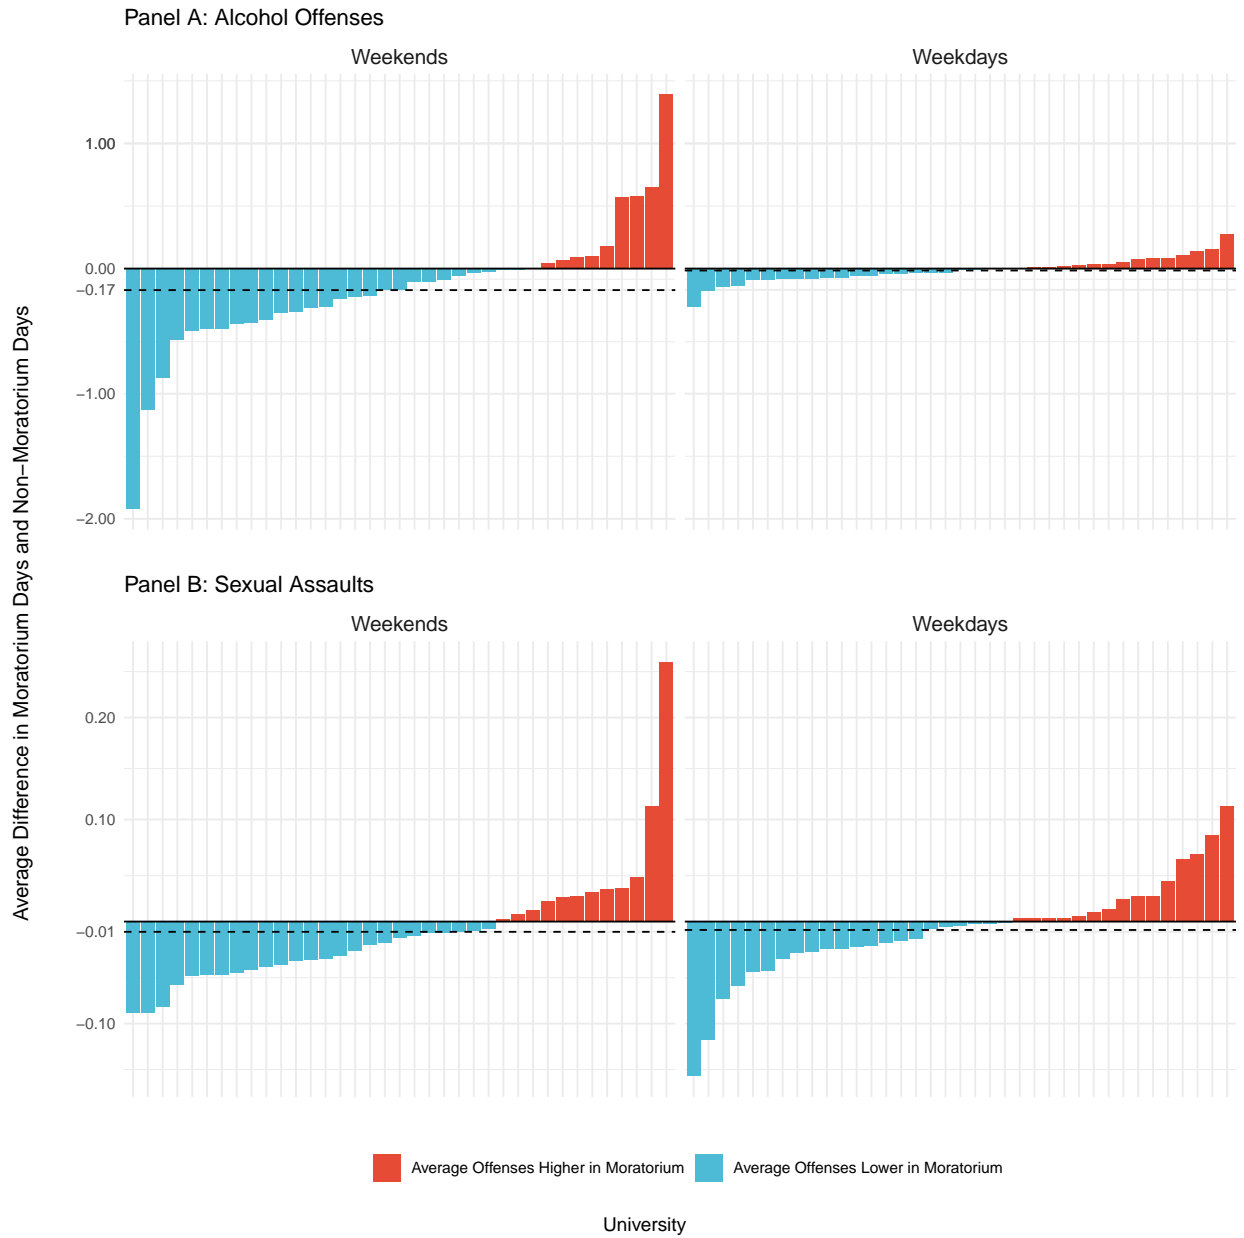 Panel A: Alcohol Offenses
Weekends
Weekdays
1.00
0.00
−0.17
−1.00
−2.00
Average Difference in Moratorium Days and Non−Moratorium Days
Panel B: Sexual Assaults
Weekends
Weekdays
0.20
0.10
−0.01
−0.10
Average Offenses Higher in Moratorium
Average Offenses Lower in Moratorium
University